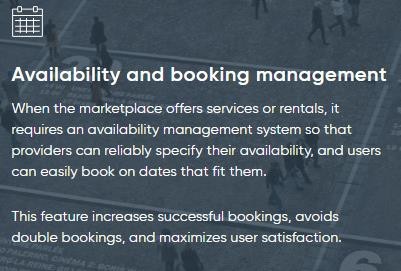 Availability and booking management
When the marketplace offers services or rentals, it
requires an availability management system so that
providers can reliably specify their availability, and users
can easily book on dates that fit them.
This feature increases successful bookings, avoids
double bookings, and maximizes user satisfaction.